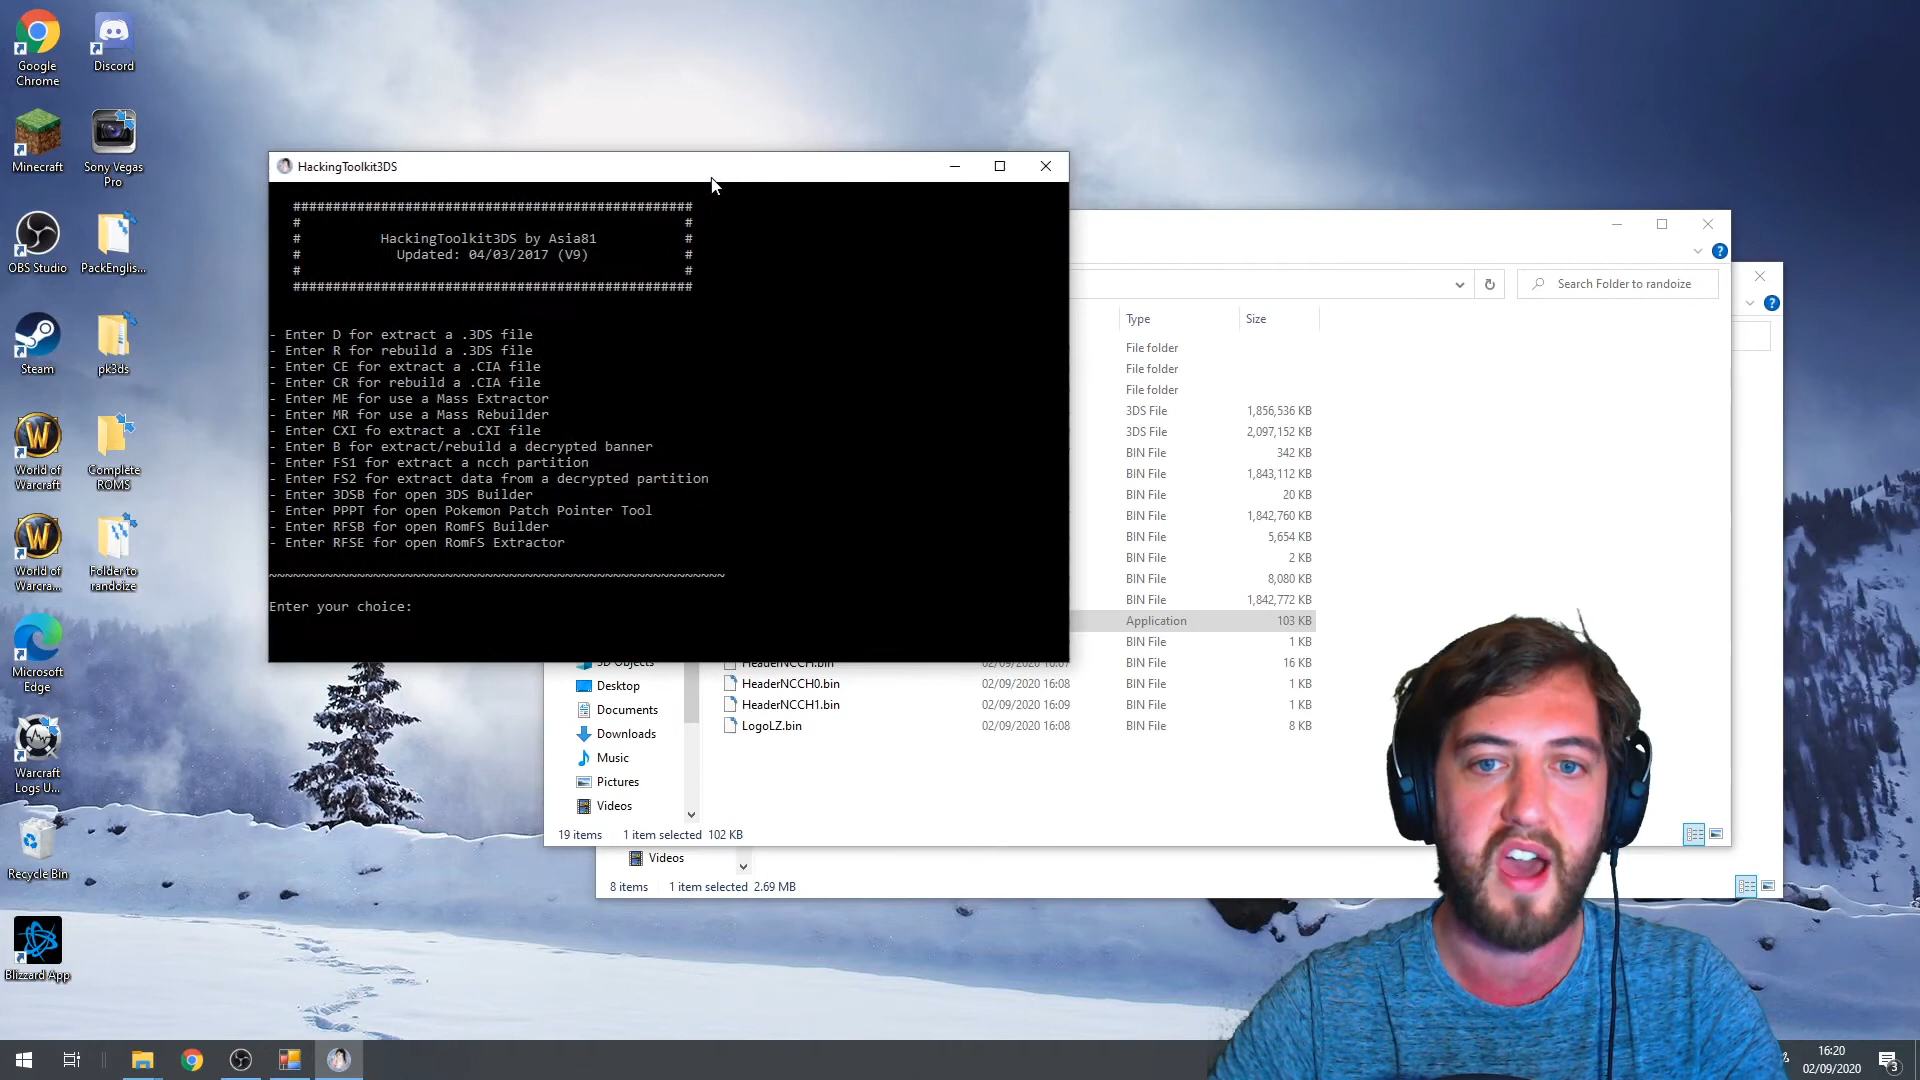 Google Chrome
Discord
Minecraft
Sony Vegas Pro
OBS Studio
PackEnglis...
Steam
pk3ds
World of Warcraft
Complete ROMS
World of Warcra...
Folder to randoize
Microsoft Edge
Warcraft Logs U...
Recycle Bin
Blizzard App
HackingToolkit3DS
##################################################
# #
# HackingToolkit3DS by Asia81 #
# Updated: 04/03/2017 (V9) #
# #
##################################################
- Enter D for extract a .3DS file
- Enter R for rebuild a .3DS file
- Enter CE for extract a .CIA file
- Enter CR for rebuild a .CIA file
- Enter ME for use a Mass Extractor
- Enter MR for use a Mass Rebuilder
- Enter CXI fo extract a .CXI file
- Enter B for extract/rebuild a decrypted banner
- Enter FS1 for extract a ncch partition
- Enter FS2 for extract data from a decrypted partition
- Enter 3DSB for open 3DS Builder
- Enter PPPT for open Pokemon Patch Pointer Tool
- Enter RFSB for open RomFS Builder
- Enter RFSE for open RomFS Extractor
~~~~~~~~~~~~~~~~~~~~~~~~~~~~~~~~~~~~~~~~~~~~~~~~~~~~~~~~~
Enter your choice:
Search Folder to randoize
Type Size
File folder
File folder
File folder
3DS File 1,856,536 KB
3DS File 2,097,152 KB
BIN File 342 KB
BIN File 1,843,112 KB
BIN File 20 KB
BIN File 1,842,760 KB
BIN File 5,654 KB
BIN File 2 KB
BIN File 8,080 KB
BIN File 1,842,772 KB
Application 103 KB
BIN File 1 KB
HeaderNCCH.bin 02/09/2020 16:07 BIN File 16 KB
HeaderNCCH0.bin 02/09/2020 16:08 BIN File 1 KB
HeaderNCCH1.bin 02/09/2020 16:09 BIN File 1 KB
LogoLZ.bin 02/09/2020 16:08 BIN File 8 KB
3D Objects
Desktop
Documents
Downloads
Music
Pictures
Videos
19 items 1 item selected 102 KB
Videos
8 items 1 item selected 2.69 MB
16:20
02/09/2020
3